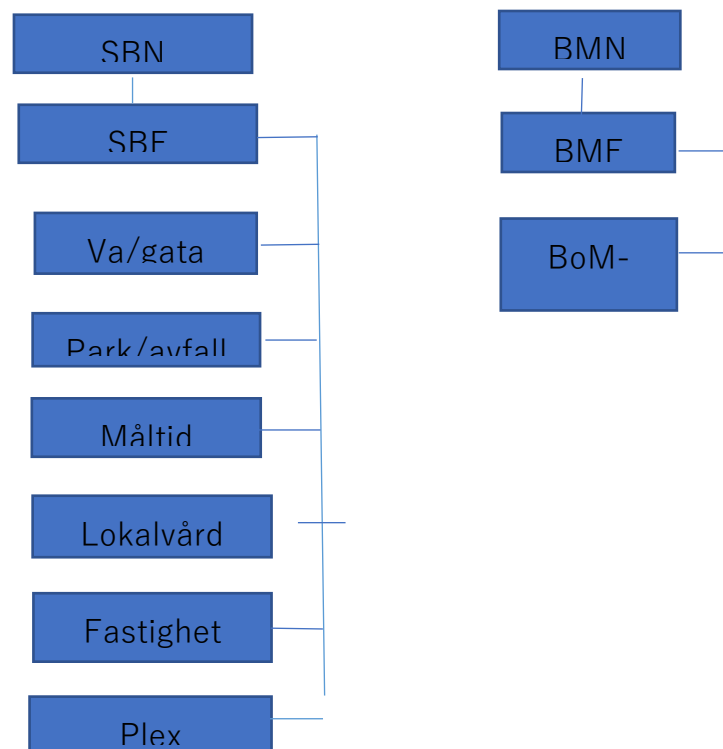 SBN
SBF
Va/gata
Park/avfall
Måltid
Lokalvård
Fastighet
Plex
BMN
BMF
BoM-